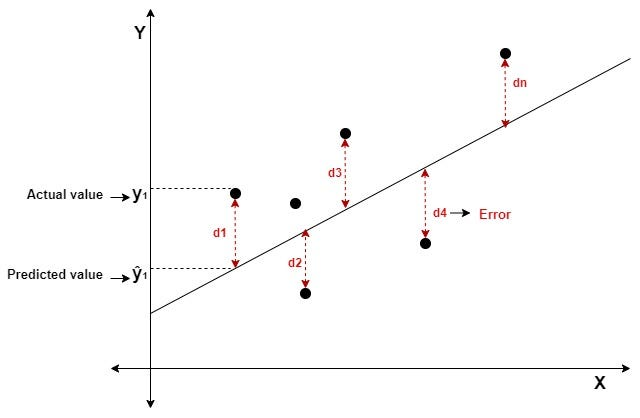 Y
dn
d3
Actual value
y₁
d4
Error
d1
d2
Predicted value
ŷ₁
X